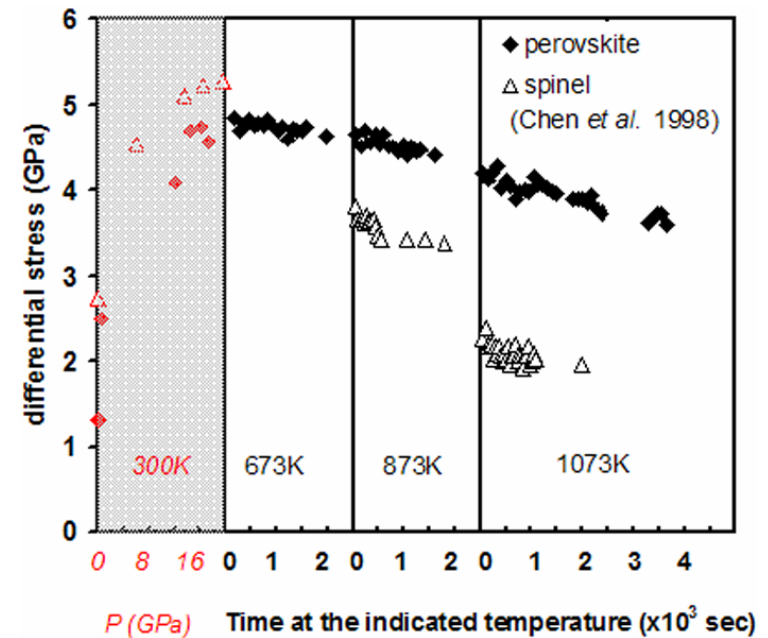 6
5
4
3
2
1
0
differential stress (GPa)
perovskite
spinel
(Chen et al. 1998)
300K
673K
873K
1073K
0 8 16 0 1 2 0 1 2 0 1 2 3 4
P (GPa) Time at the indicated temperature (x10³ sec)